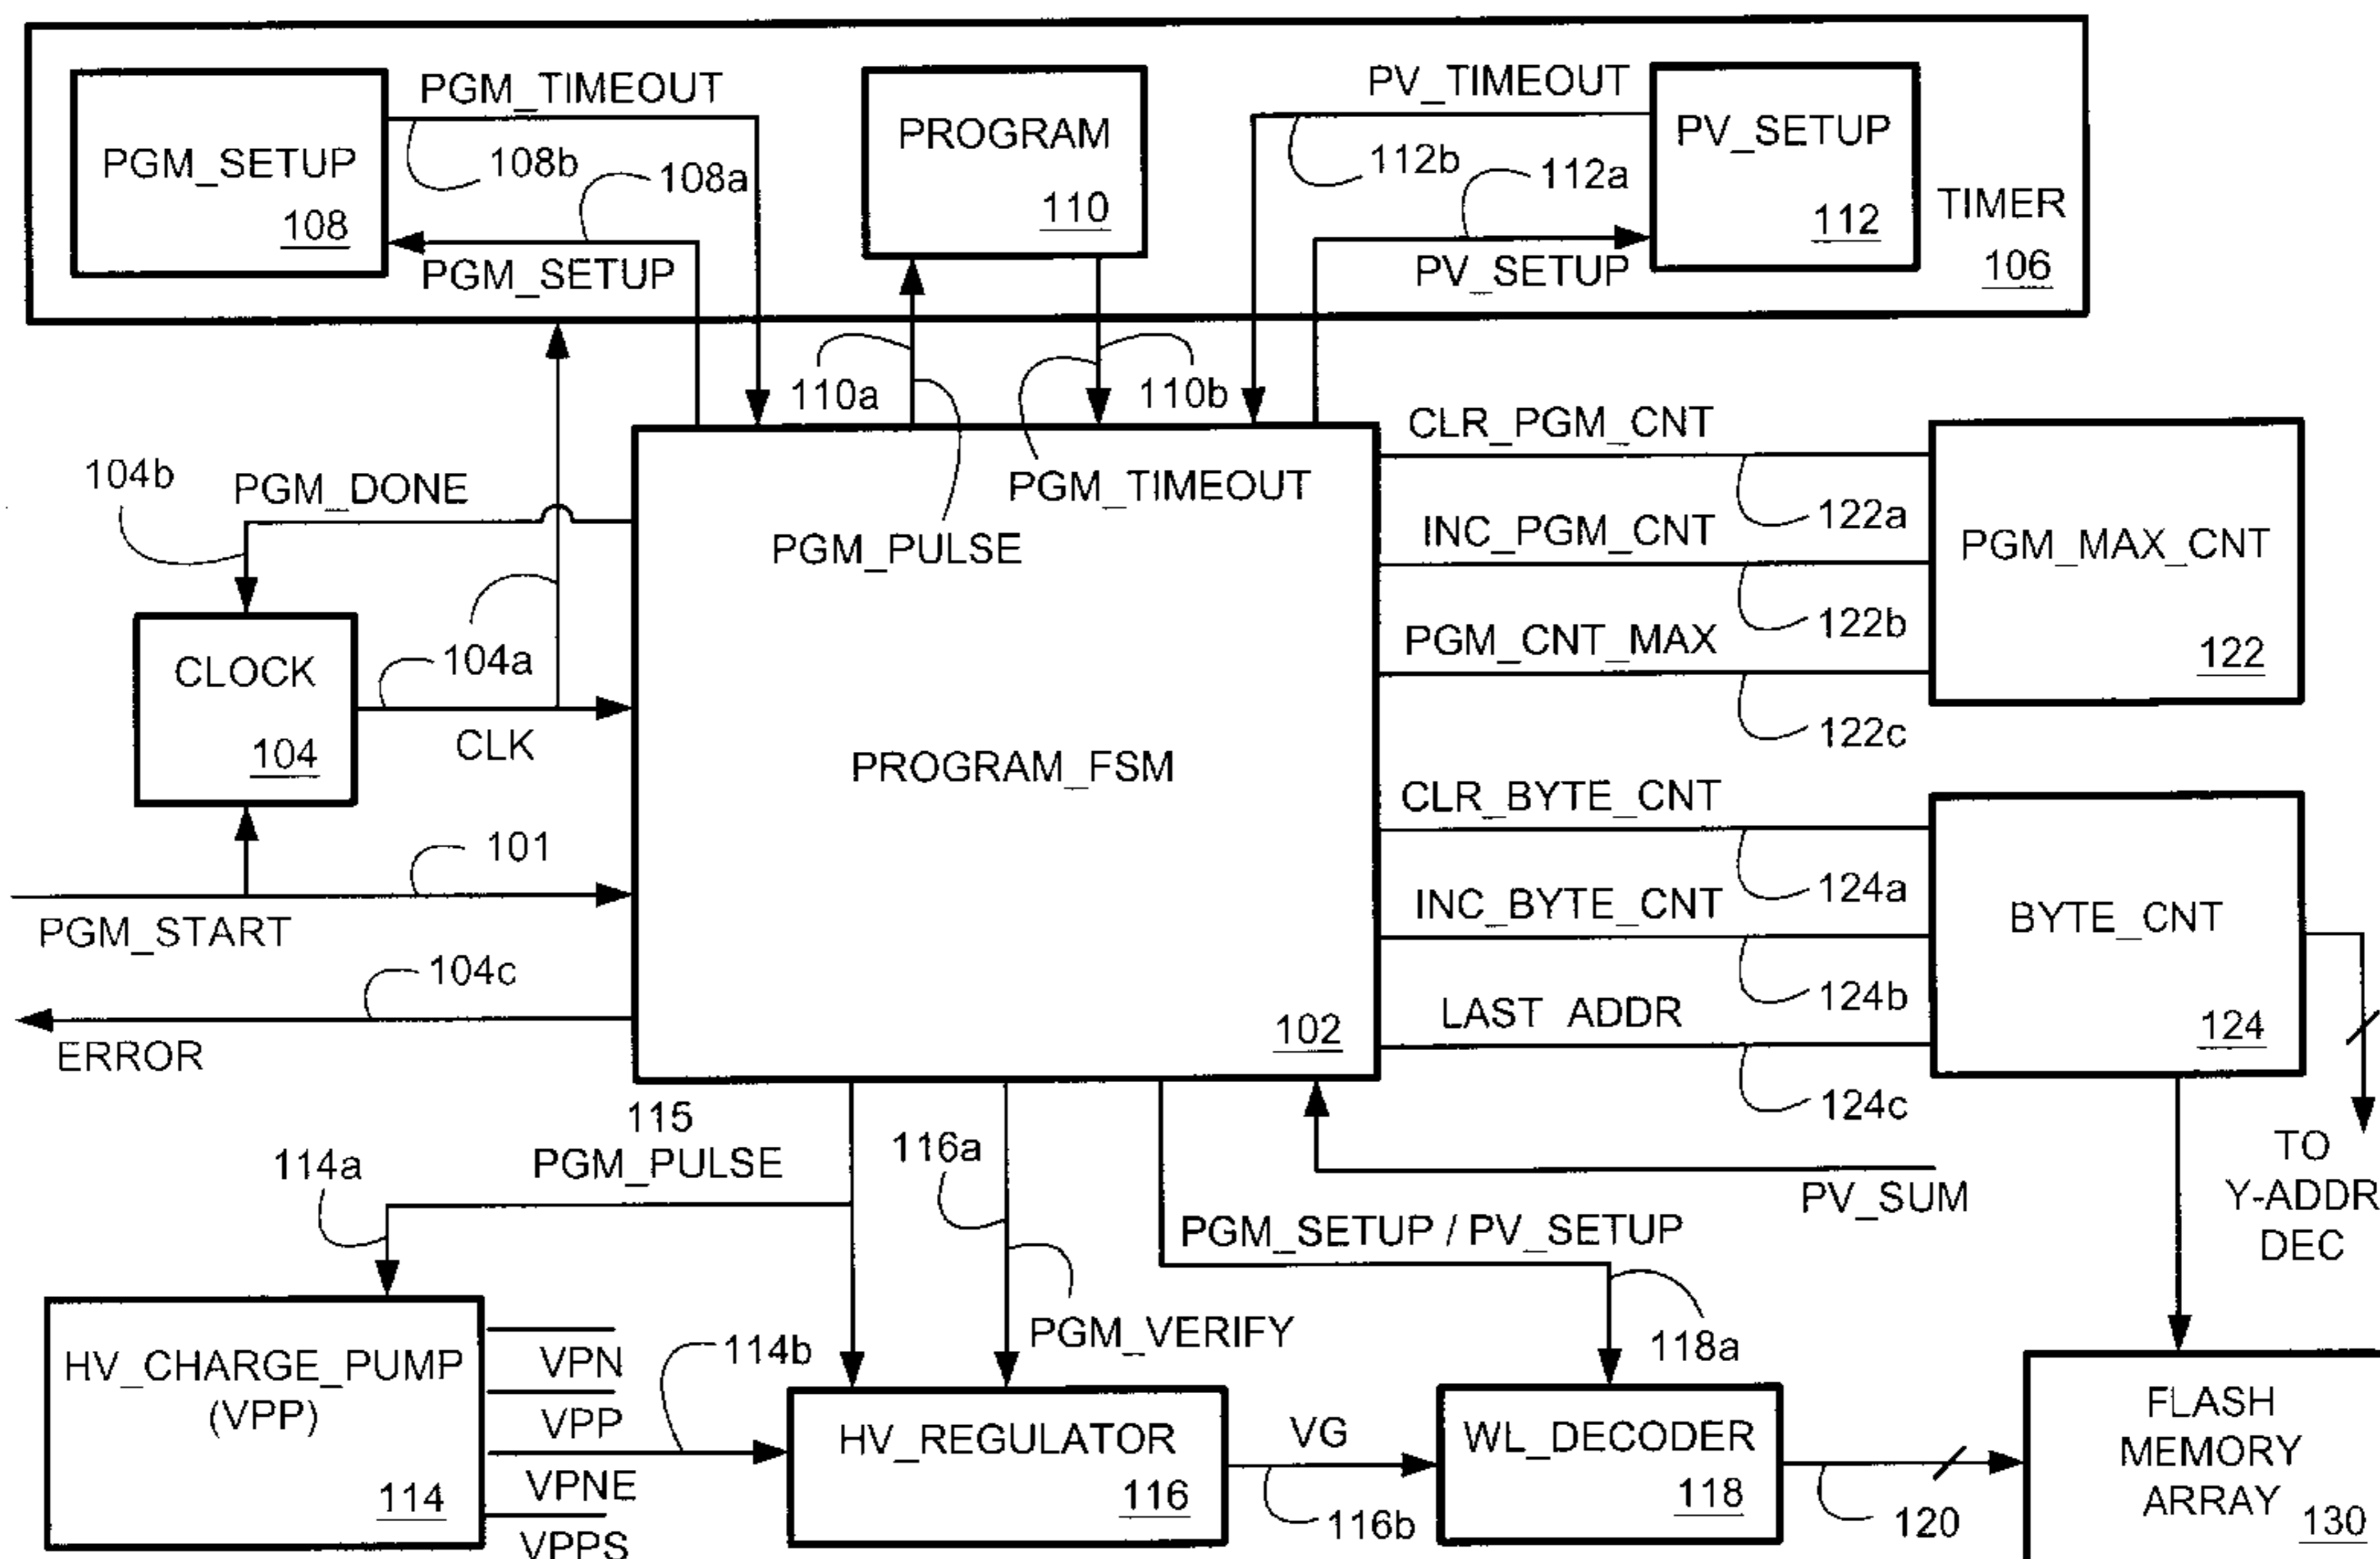 PGM_TIMEOUT
PV_TIMEOUT
PGM_SETUP
108
108b
108a
PGM_SETUP
PROGRAM
110
112b
112a
PV_SETUP
PV_SETUP
112
TIMER
106
110a
110b
104b
PGM_DONE
PGM_PULSE
PGM_TIMEOUT
CLR_PGM_CNT
122a
INC_PGM_CNT
122b
PGM_CNT_MAX
122c
PGM_MAX_CNT
122
CLOCK
104
104a
CLK
PROGRAM_FSM
102
101
PGM_START
104c
ERROR
CLR_BYTE_CNT
124a
INC_BYTE_CNT
124b
LAST ADDR
124c
BYTE_CNT
124
TO
Y-ADDR
DEC
115
PGM_PULSE
114a
116a
PGM_VERIFY
PGM_SETUP / PV_SETUP
118a
PV_SUM
HV_CHARGE_PUMP
(VPP)
114
VPN
VPP
VPNE
VPPS
114b
HV_REGULATOR
116
VG
116b
WL_DECODER
118
120
FLASH
MEMORY
ARRAY
130